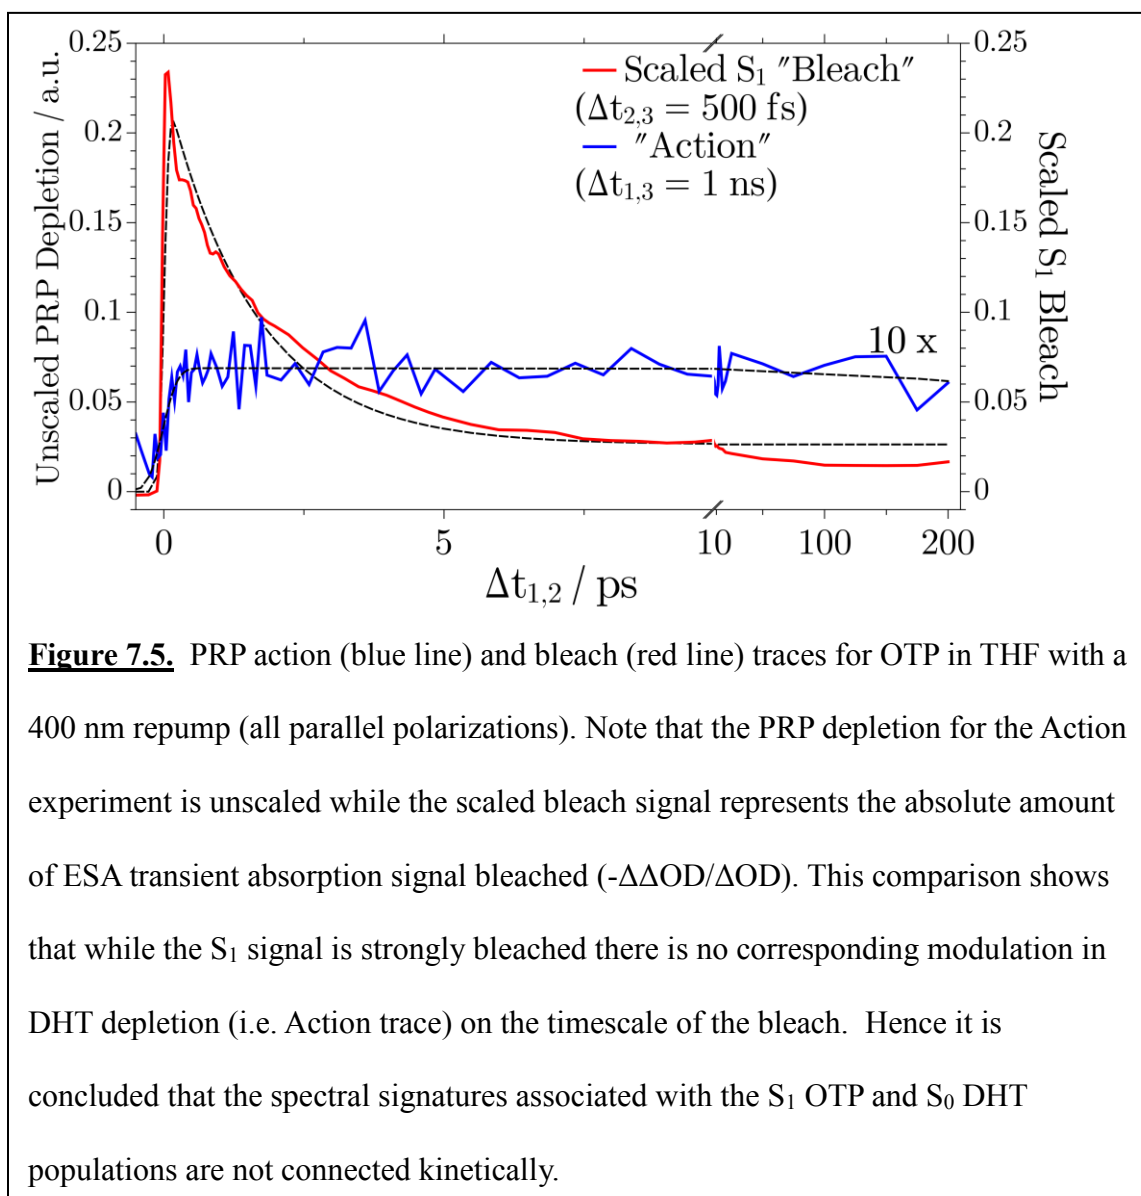 0.25
0.2
0.15
0.1
0.05
0
Unscaled PRP Depletion / a.u.
Scaled S₁ "Bleach"
(Δt₂,₃ = 500 fs)
"Action"
(Δt₁,₃ = 1 ns)
10 x
0.25
0.2
0.15
0.1
0.05
0
Scaled S₁ Bleach
0 5 10 100 200
Δt₁,₂ / ps
Figure 7.5. PRP action (blue line) and bleach (red line) traces for OTP in THF with a
400 nm repump (all parallel polarizations). Note that the PRP depletion for the Action
experiment is unscaled while the scaled bleach signal represents the absolute amount
of ESA transient absorption signal bleached (-ΔΔOD/ΔOD). This comparison shows
that while the S₁ signal is strongly bleached there is no corresponding modulation in
DHT depletion (i.e. Action trace) on the timescale of the bleach. Hence it is
concluded that the spectral signatures associated with the S₁ OTP and S₀ DHT
populations are not connected kinetically.